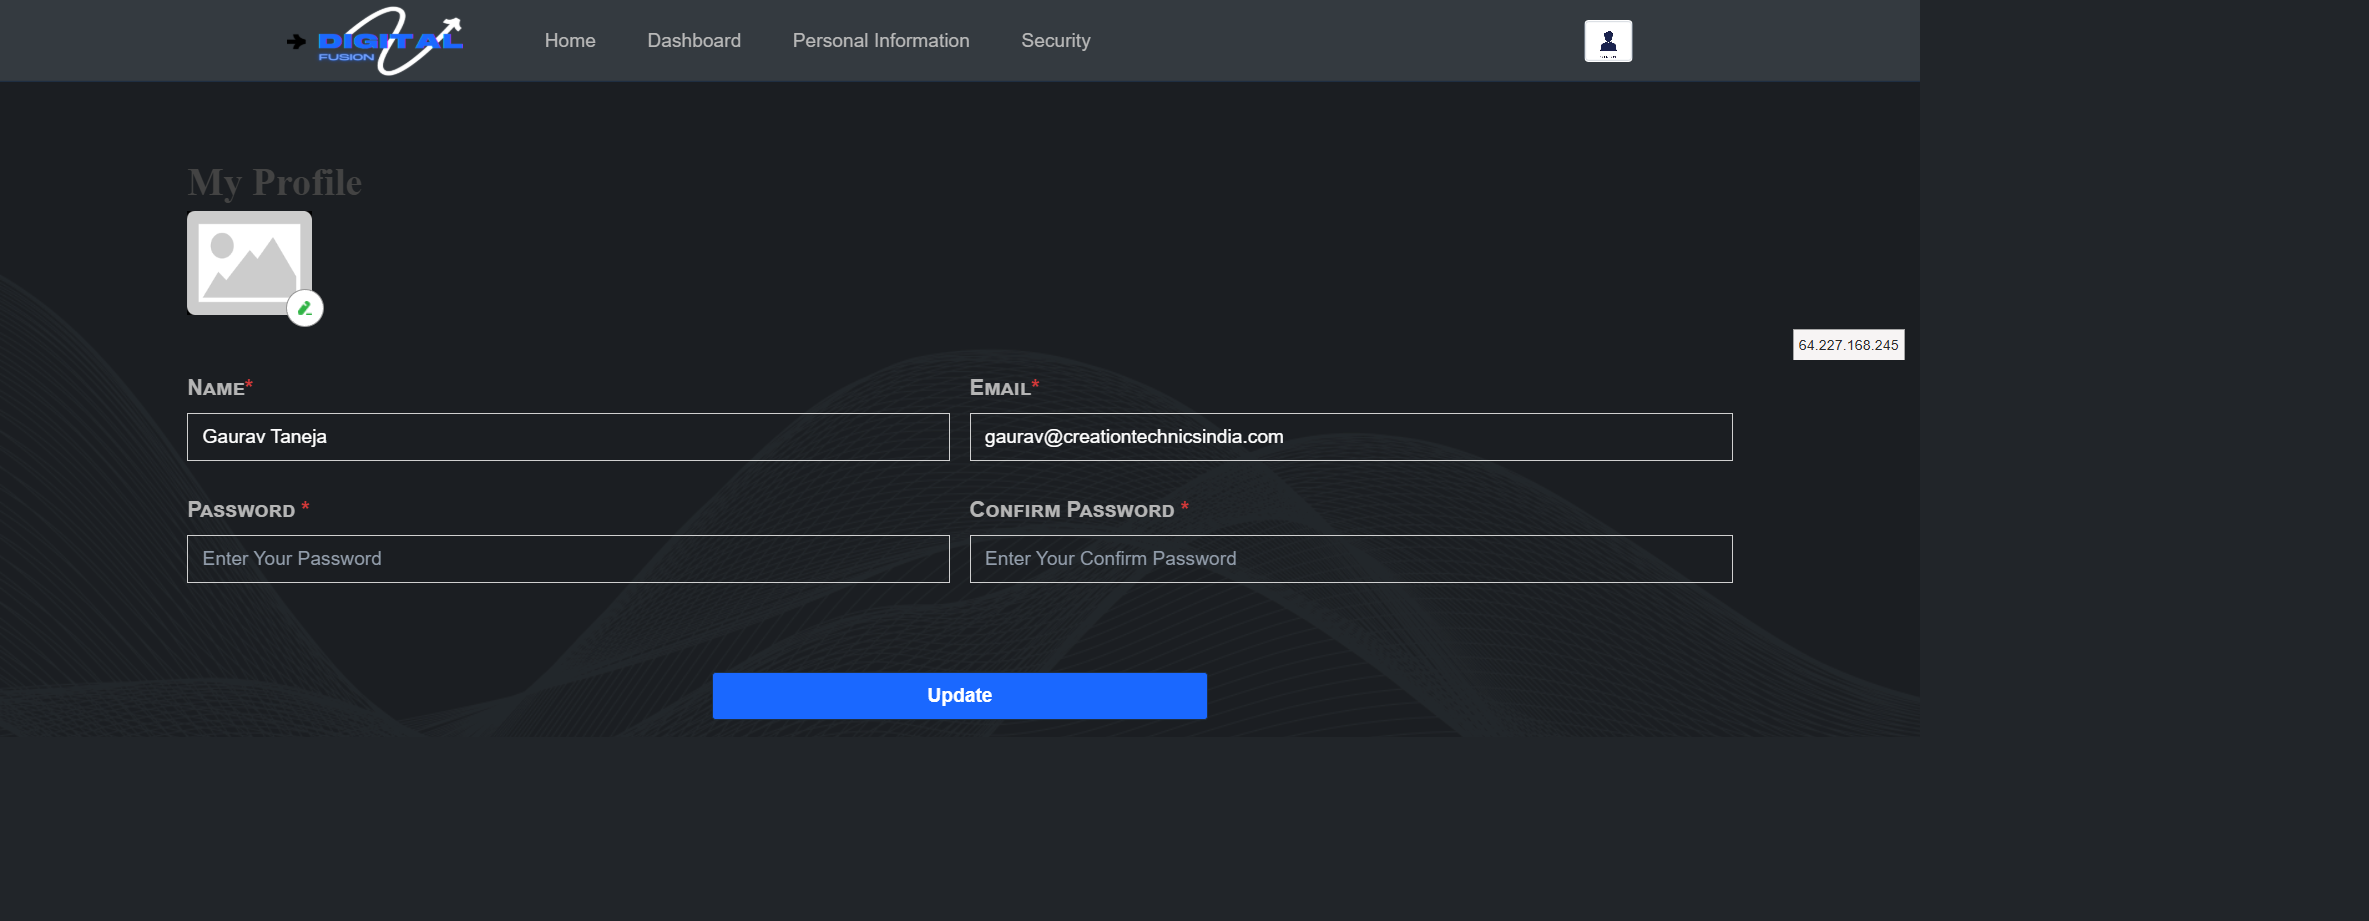 DIGITAL
FUSION
Home Dashboard Personal Information Security
My Profile
64.227.168.245
Name* Email*
Gaurav Taneja gaurav@creationtechnicsindia.com
Password * Confirm Password *
Enter Your Password Enter Your Confirm Password
Update